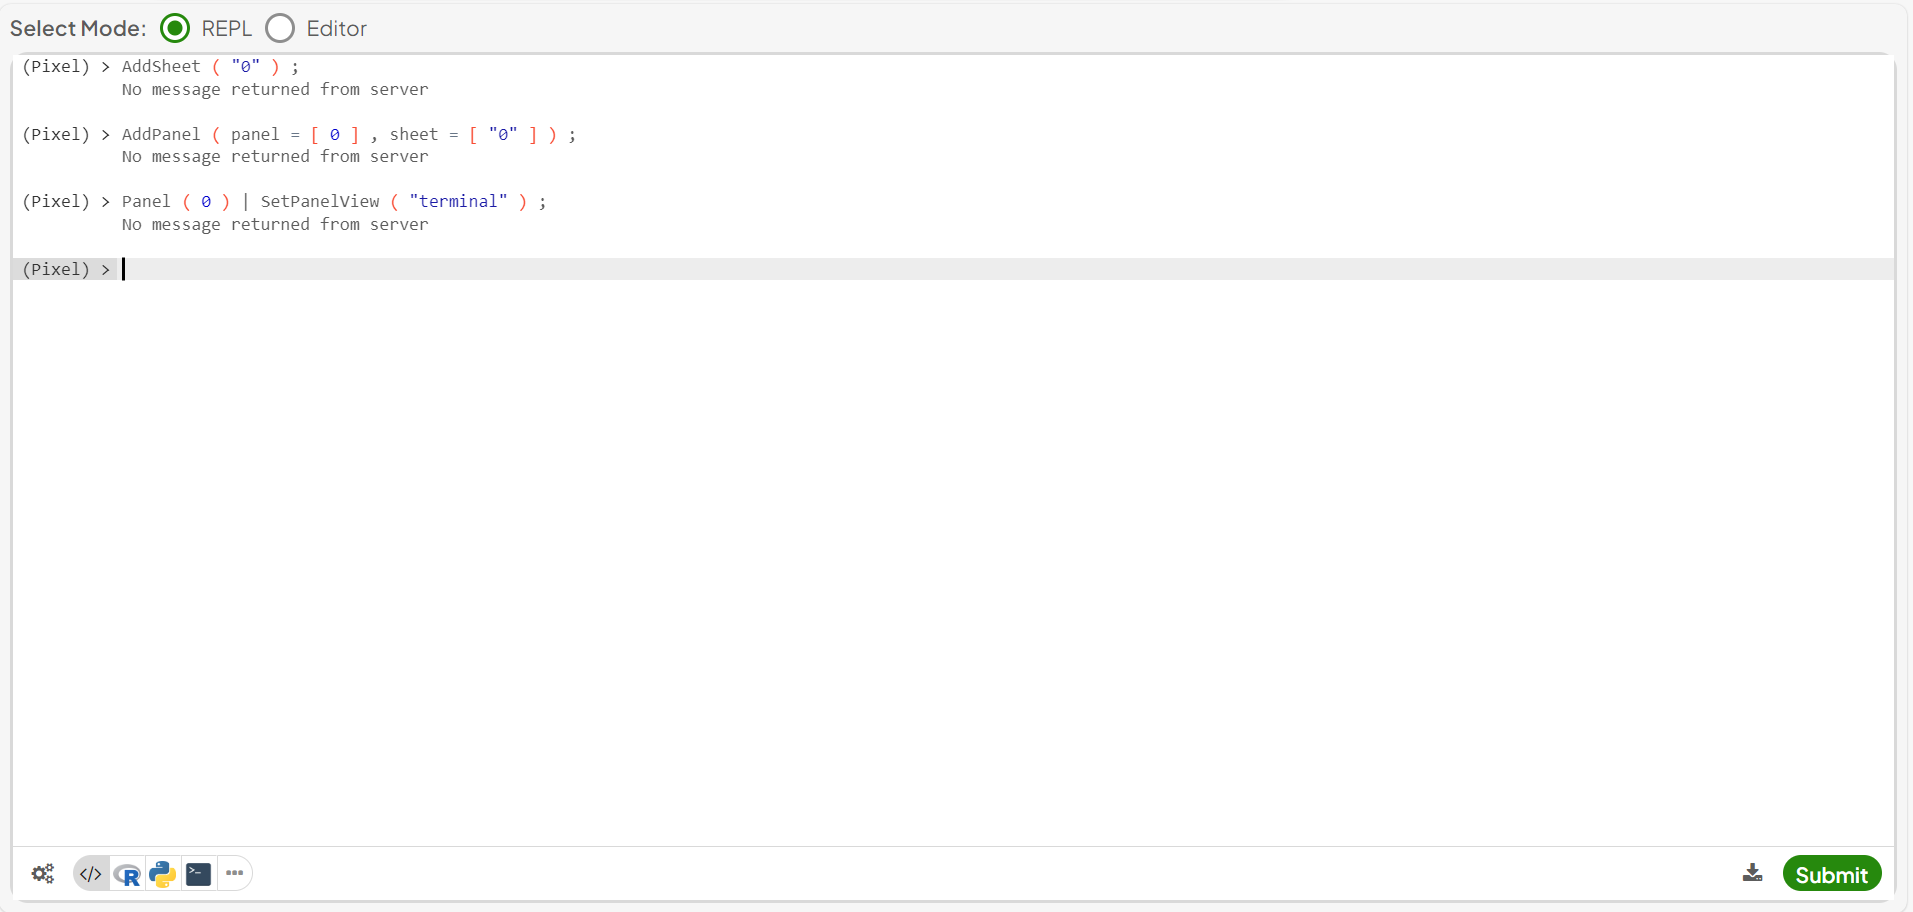 Select Mode: REPL Editor
(Pixel) > AddSheet ( "0" ) ;
No message returned from server
(Pixel) > AddPanel ( panel = [ 0 ] , sheet = [ "0" ] ) ;
No message returned from server
(Pixel) > Panel ( 0 ) | SetPanelView ( "terminal" ) ;
No message returned from server
(Pixel) >
</> R >_ ... Submit